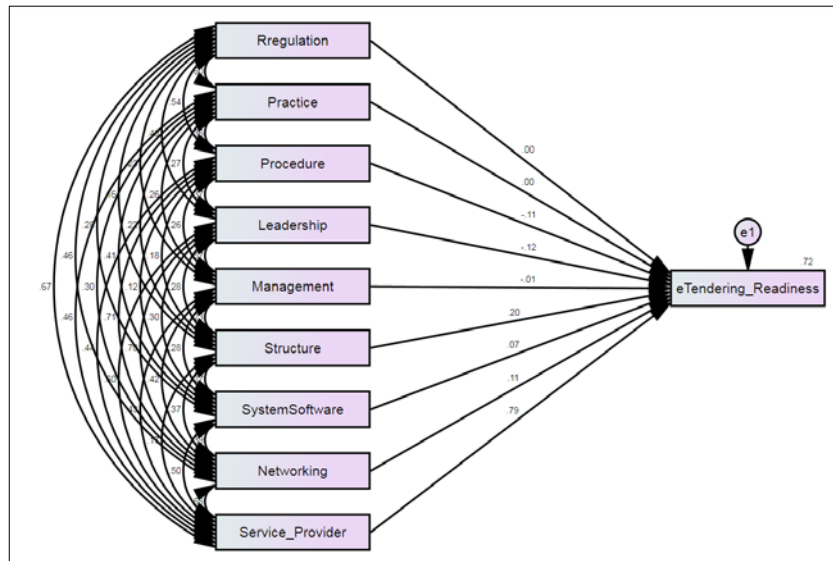 Rregulation
.54
Practice
.27
.00
Procedure
.26
.00
.26
-.11
Leadership
-.12
e1
.46
.41
.18
.72
.67
.30
.12
.28
Management
-.01
eTendering_Readiness
.46
.71
.30
.20
.44
.28
Structure
.07
.42
.37
SystemSoftware
.11
.79
.50
Networking
Service_Provider